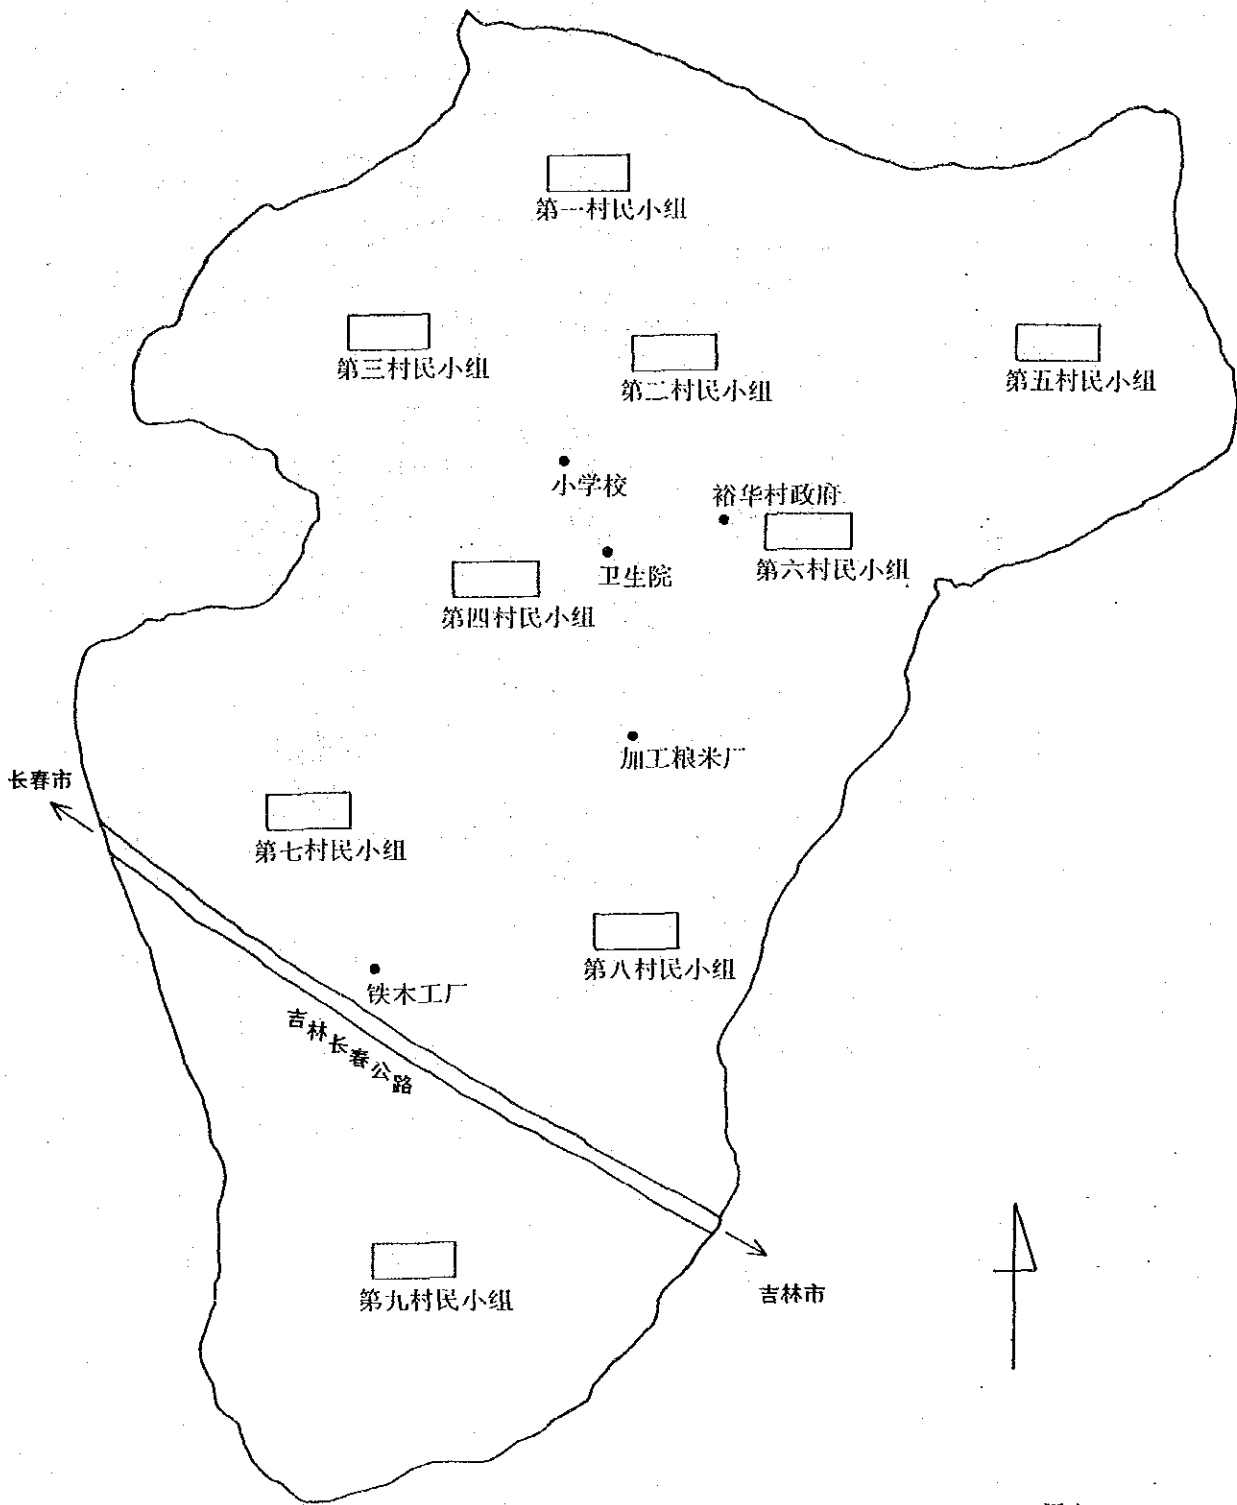 第一村民小组
第三村民小组
第二村民小组
第五村民小组
小学校
裕华村政府
卫生院
第六村民小组
第四村民小组
加工粮米厂
长春市
第七村民小组
第八村民小组
铁木工厂
吉林长春公路
吉林市
第九村民小组